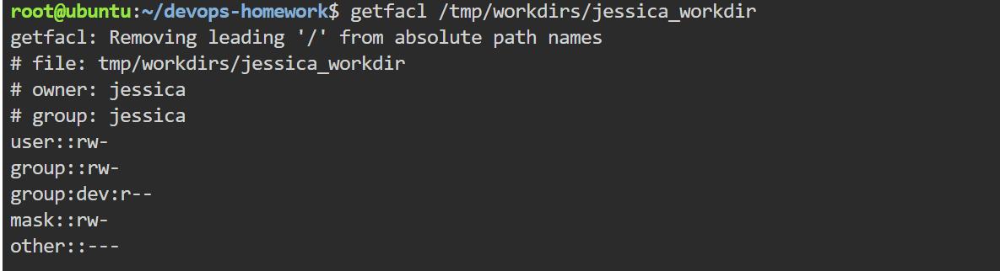 root@ubuntu:~/devops-homework$ getfacl /tmp/workdirs/jessica_workdir
getfacl: Removing leading '/' from absolute path names
# file: tmp/workdirs/jessica_workdir
# owner: jessica
# group: jessica
user::rw-
group::rw-
group:dev:r--
mask::rw-
other::---